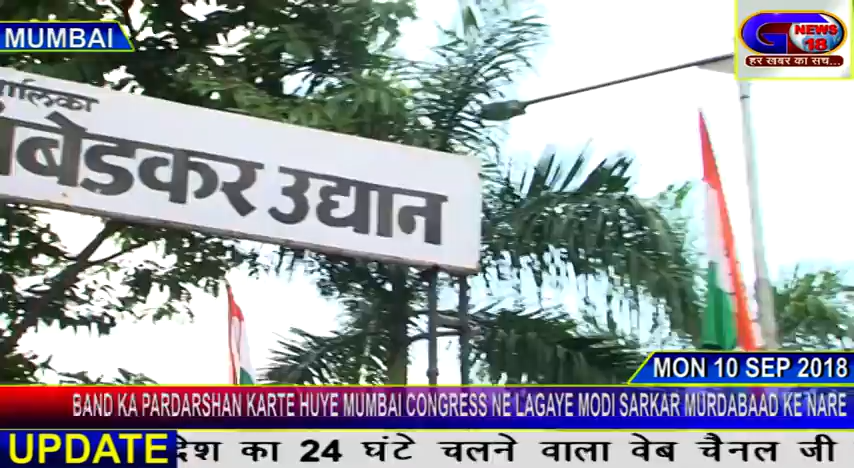 MUMBAI
G NEWS 18
हर खबर का सच...
पालिका
बेडकर उद्यान
MON 10 SEP 2018
BAND KA PARDARSHAN KARTE HUYE MUMBAI CONGRESS NE LAGAYE MODI SARKAR MURDABAAD KE NARE
UPDATE देश का 24 घंटे चलने वाला वेब चैनल जी